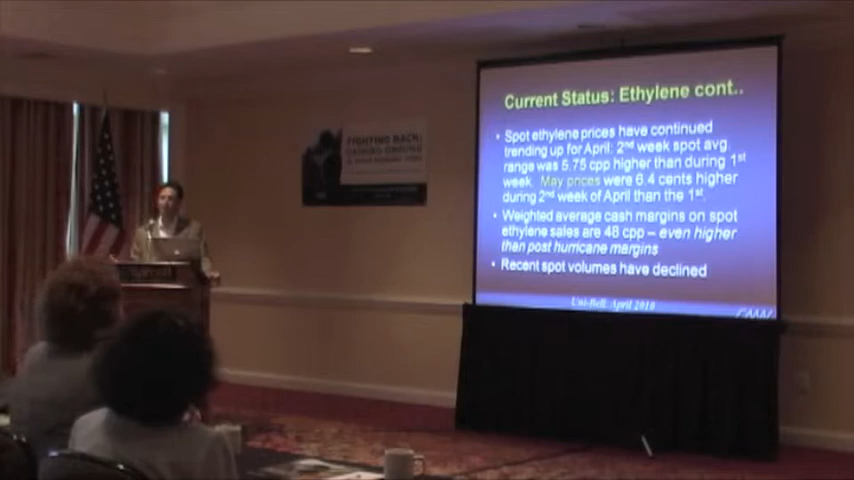 FIGHTING BACK:
Current Status: Ethylene cont..
• Spot ethylene prices have continued
trending up for April: 2nd week spot avg.
range was 5.75 cpp higher than during 1st
week. May prices were 6.4 cents higher
during 2nd week of April than the 1st.
• Weighted average cash margins on spot
ethylene sales are 48 cpp – even higher
than post hurricane margins
• Recent spot volumes have declined
Uni-Bell, April 2010
CMAI